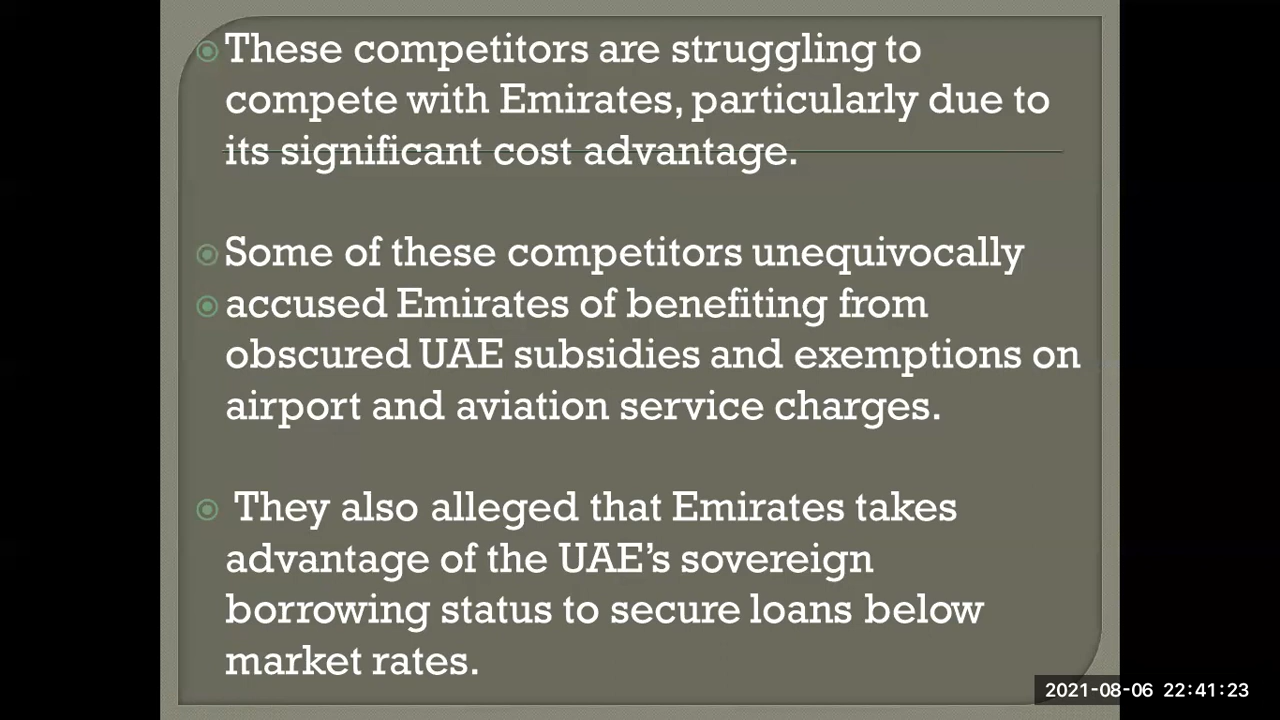 These competitors are struggling to
compete with Emirates, particularly due to
its significant cost advantage.
Some of these competitors unequivocally
accused Emirates of benefiting from
obscured UAE subsidies and exemptions on
airport and aviation service charges.
They also alleged that Emirates takes
advantage of the UAE’s sovereign
borrowing status to secure loans below
market rates.
2021-08-06 22:41:23